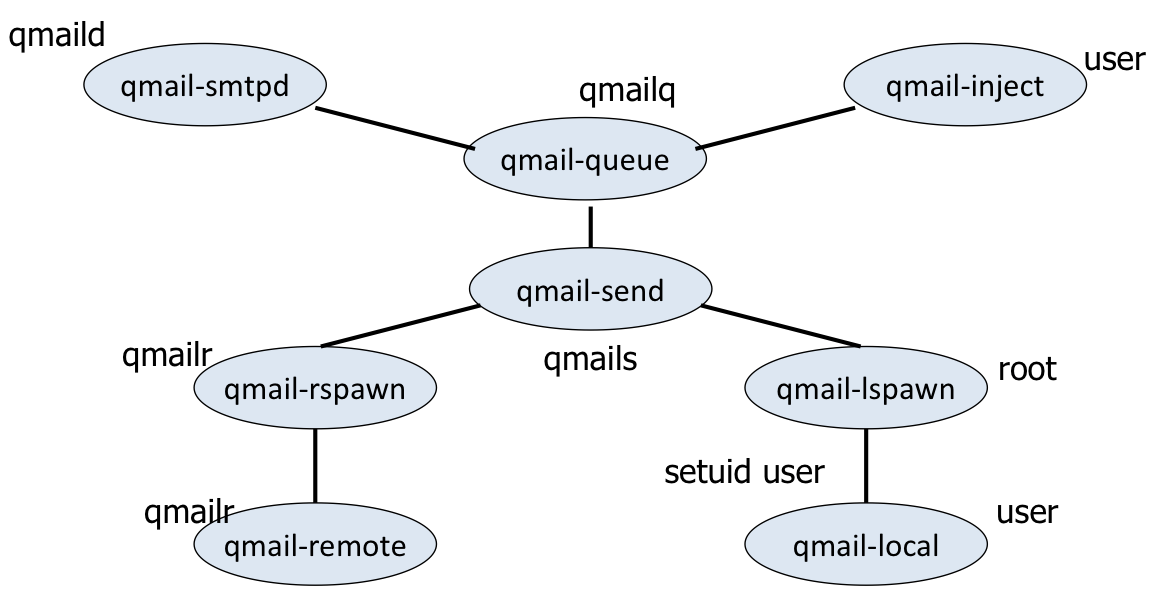 qmaild
qmail-smtpd
user
qmail-inject
qmailq
qmail-queue
qmail-send
qmails
qmailr
qmail-rspawn
root
qmail-lspawn
setuid user
qmailr
qmail-remote
user
qmail-local